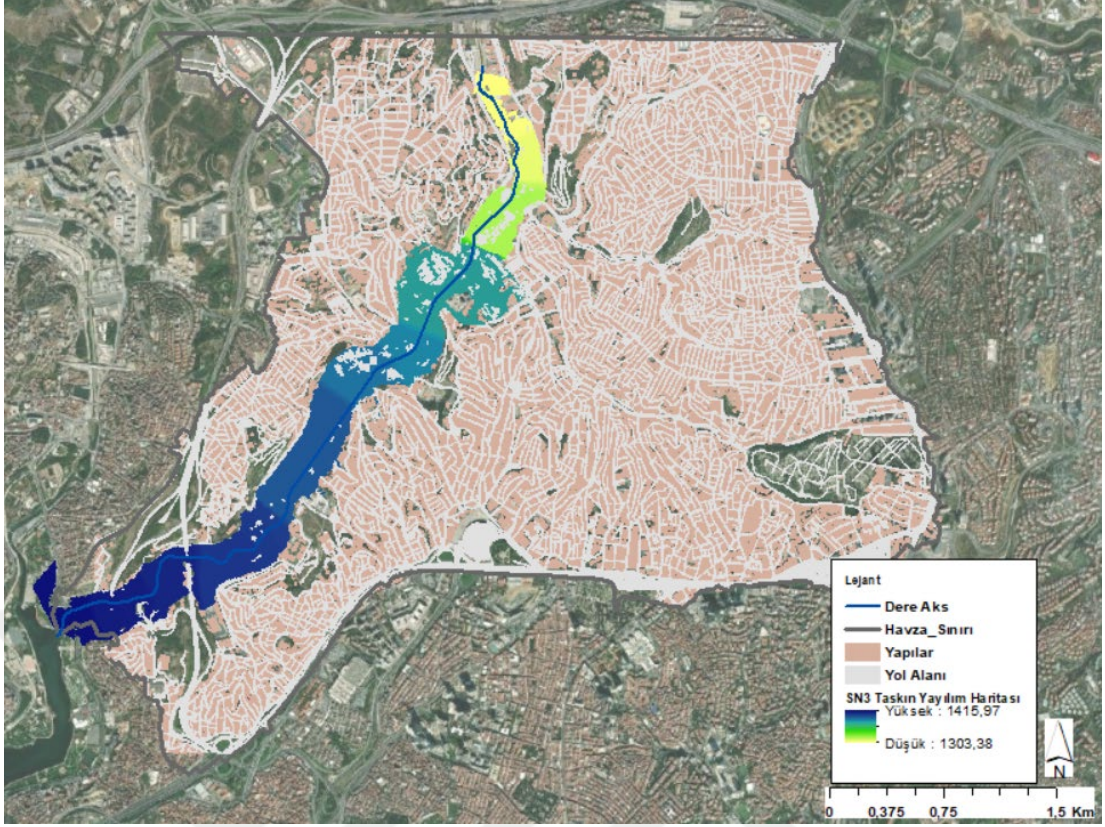 Lejant
Dere Aks
Havza_Sınırı
Yapılar
Yol Alanı
SN3 Taşkın Yayılım Haritası
Yüksek : 1415,97
Düşük : 1303,38
N
0 0,375 0,75 1,5 Km